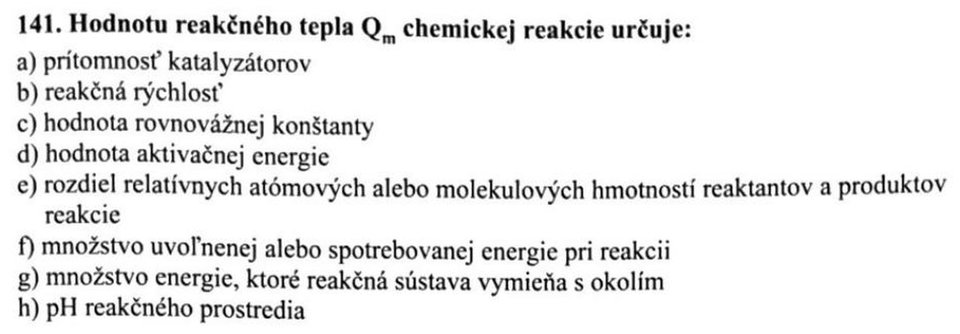 141. Hodnotu reakčného tepla Qm chemickej reakcie určuje:
a) prítomnosť katalyzátorov
b) reakčná rýchlosť
c) hodnota rovnovážnej konštanty
d) hodnota aktivačnej energie
e) rozdiel relatívnych atómových alebo molekulových hmotností reaktantov a produktov
reakcie
f) množstvo uvoľnenej alebo spotrebovanej energie pri reakcii
g) množstvo energie, ktoré reakčná sústava vymieňa s okolím
h) pH reakčného prostredia